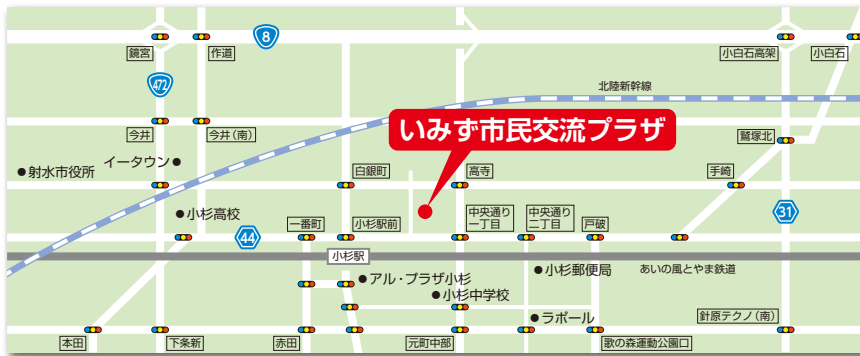 8
鏡宮
作道
小白石高架
小白石
472
北陸新幹線
いみず市民交流プラザ
今井
今井(南)
鷲塚北
射水市役所
イータウン
白銀町
高寺
手崎
小杉高校
一番町
小杉駅前
中央通り
一丁目
中央通り
二丁目
戸破
31
44
小杉駅
アル・プラザ小杉
小杉郵便局
あいの風とやま鉄道
小杉中学校
ラポール
針原テクノ(南)
本田
下条新
赤田
元町中部
歌の森運動公園口